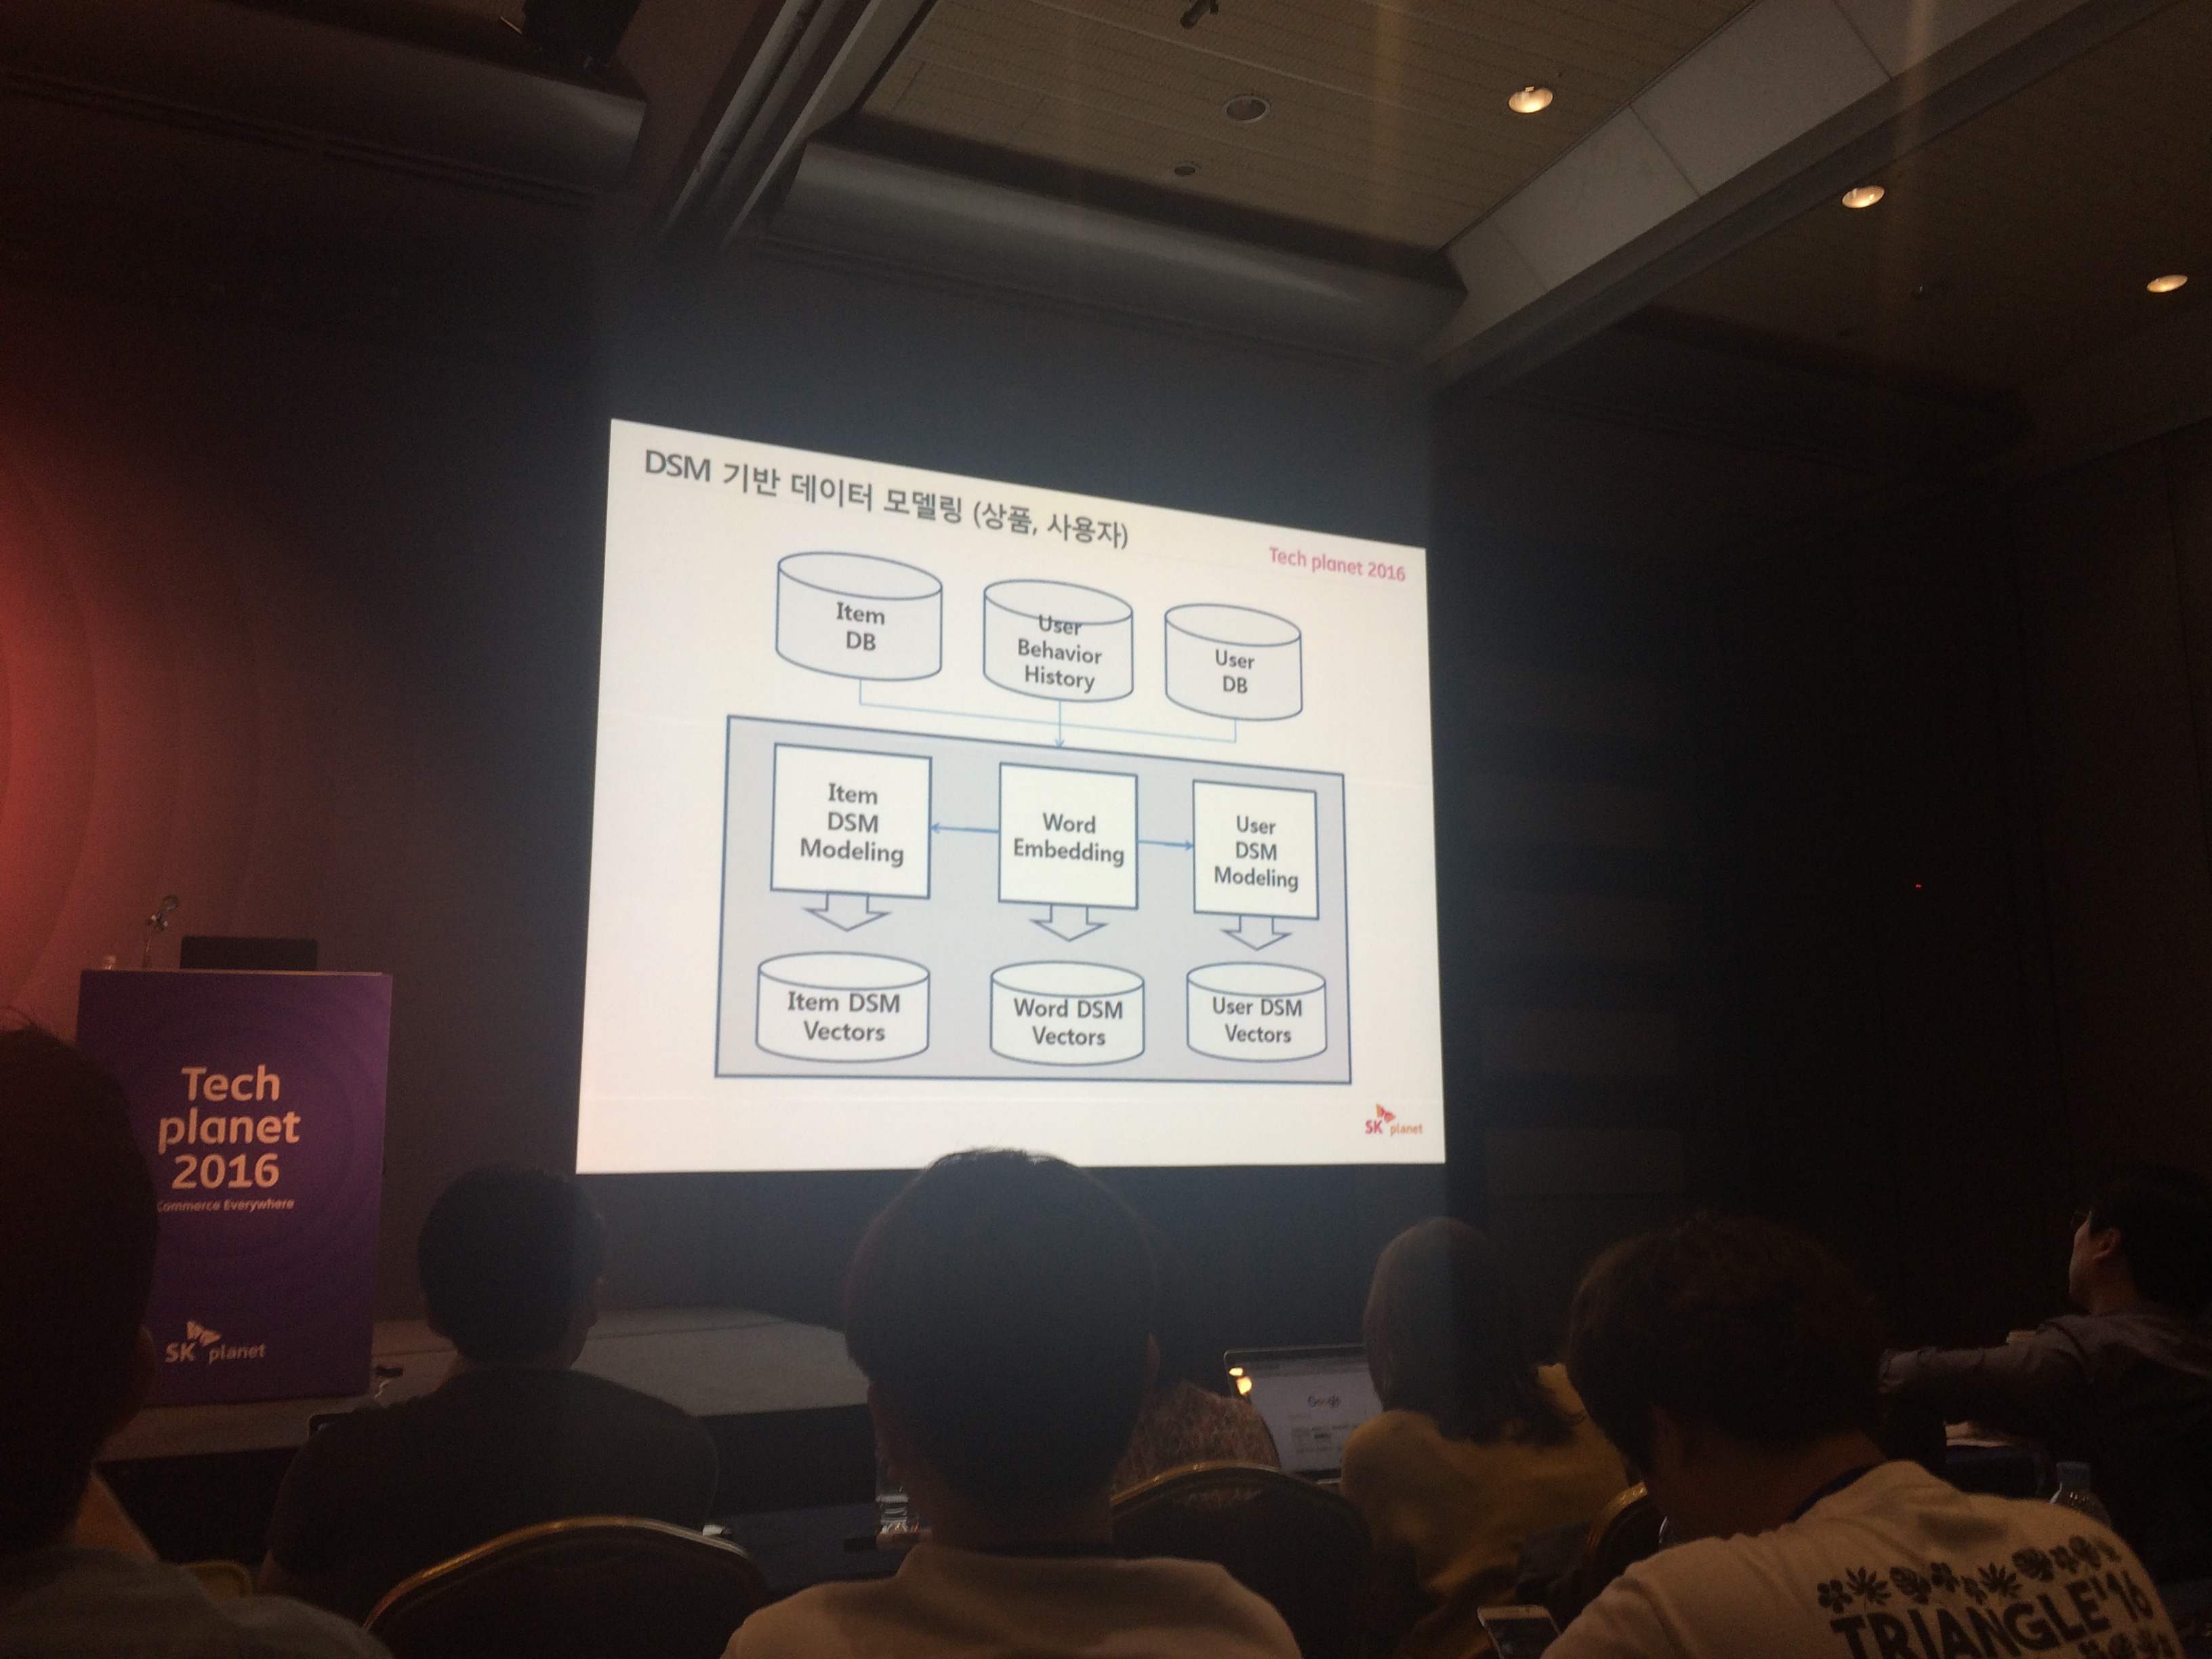 DSM 기반 데이터 모델링 (상품, 사용자)
Tech planet 2016
Item
DB
User
Behavior
History
User
DB
Item
DSM
Modeling
Word
Embedding
User
DSM
Modeling
Item DSM
Vectors
Word DSM
Vectors
User DSM
Vectors
SK planet
Tech
planet
2016
Commerce Everywhere
SK planet
Google
TRIANGLE'16